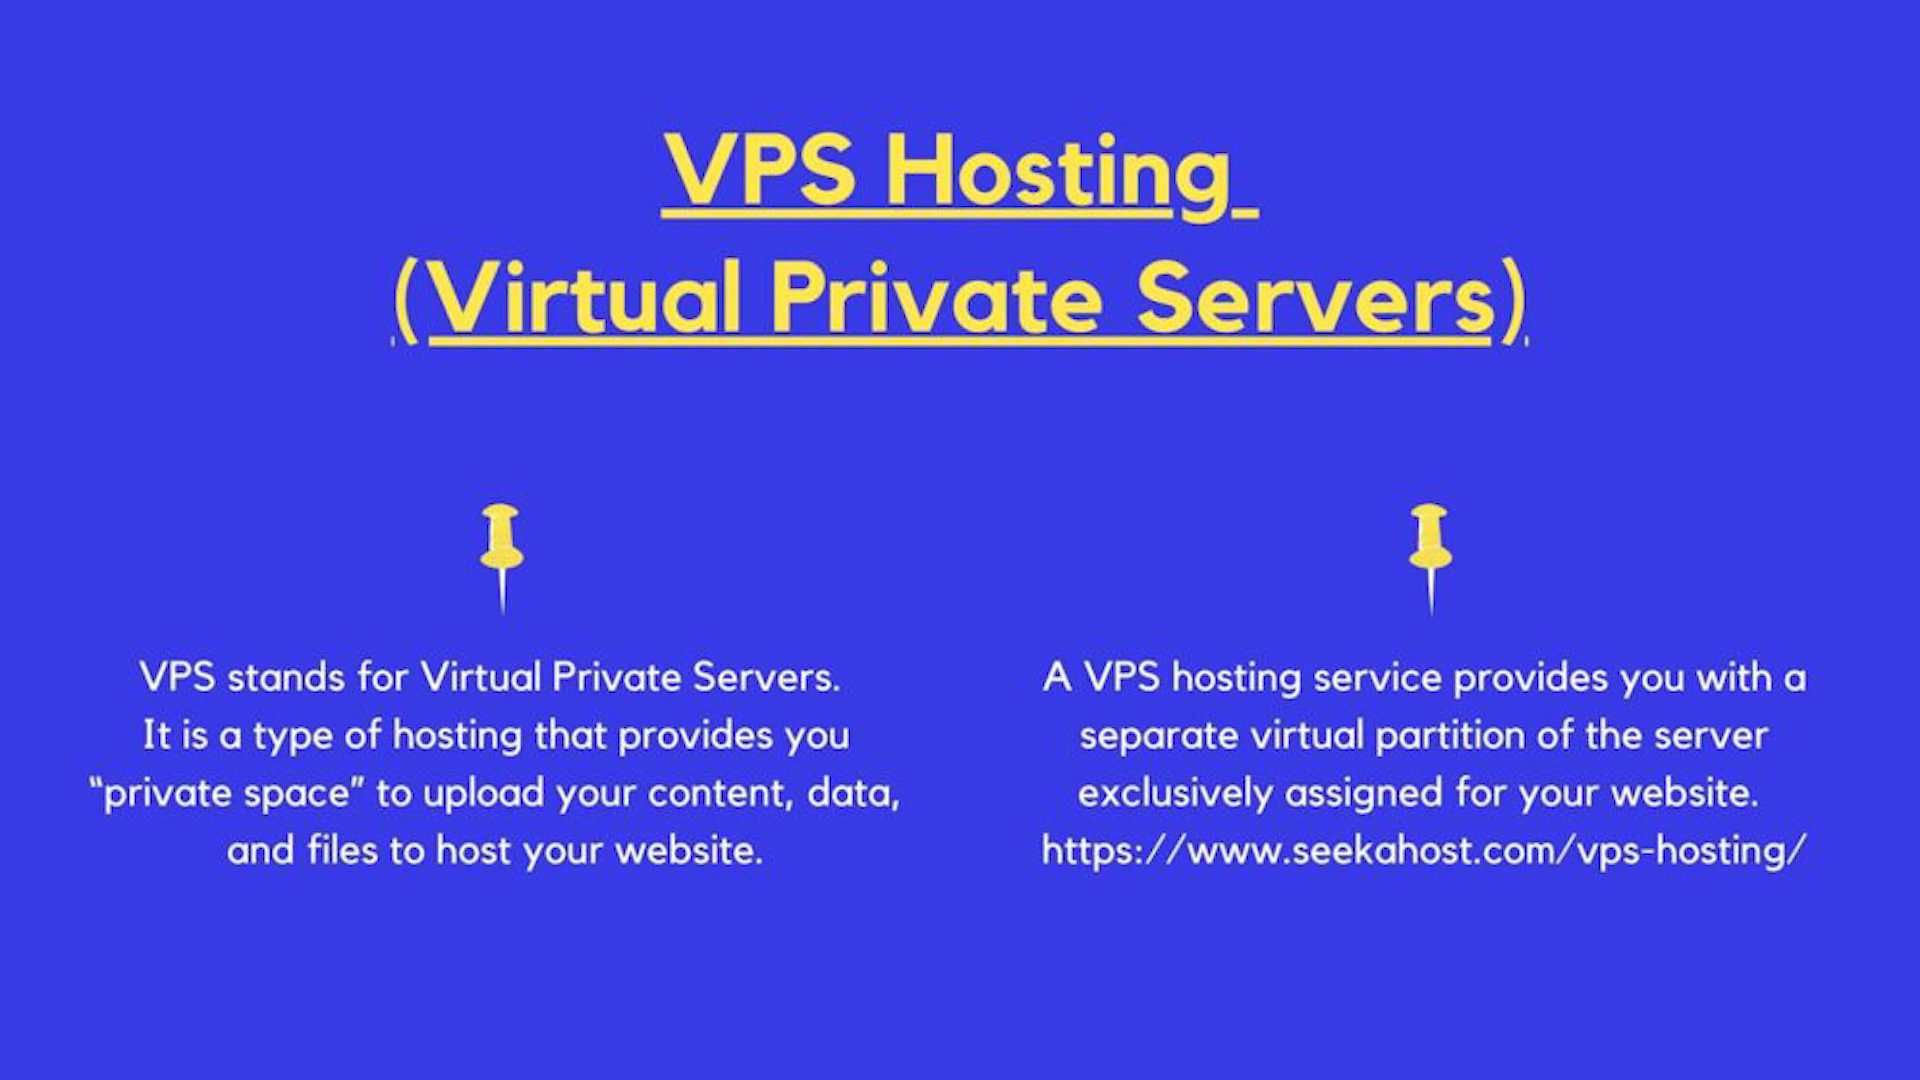 VPS Hosting
(Virtual Private Servers)
VPS stands for Virtual Private Servers.
It is a type of hosting that provides you
“private space” to upload your content, data,
and files to host your website.
A VPS hosting service provides you with a
separate virtual partition of the server
exclusively assigned for your website.
https://www.seekahost.com/vps-hosting/